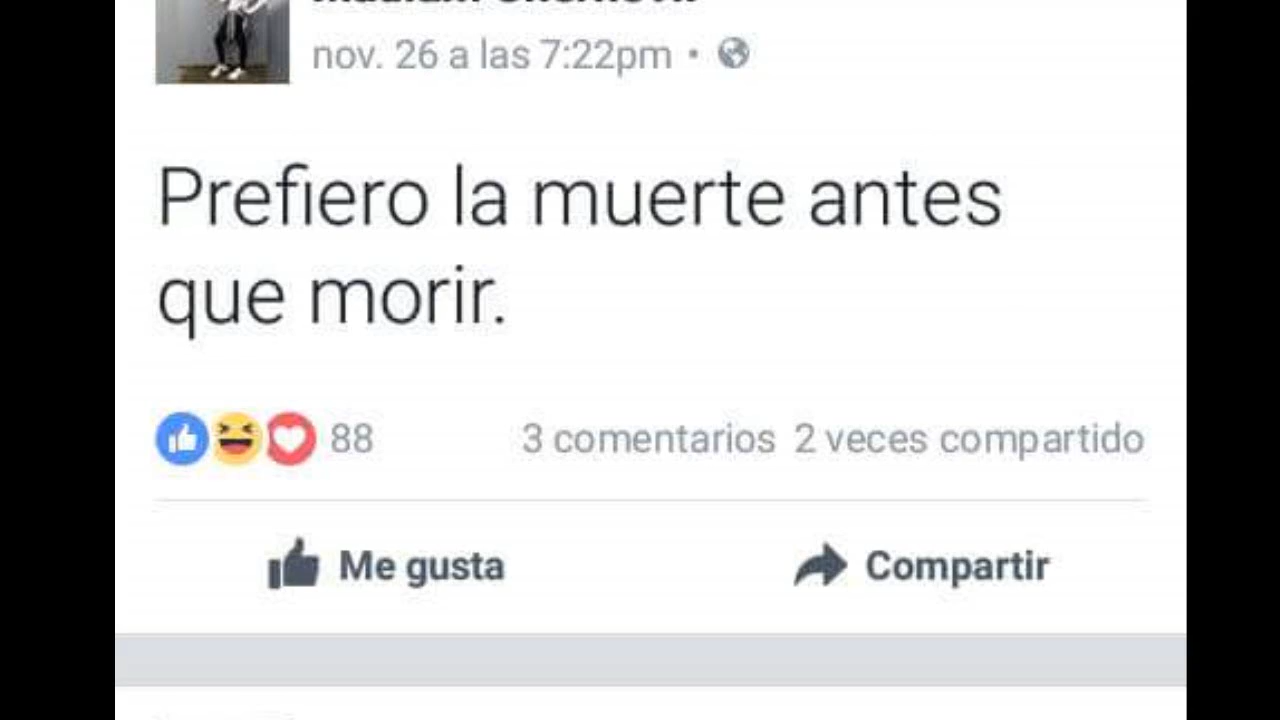 nov. 26 a las 7:22pm
Prefiero la muerte antes
que morir.
88 3 comentarios 2 veces compartido
Me gusta Compartir